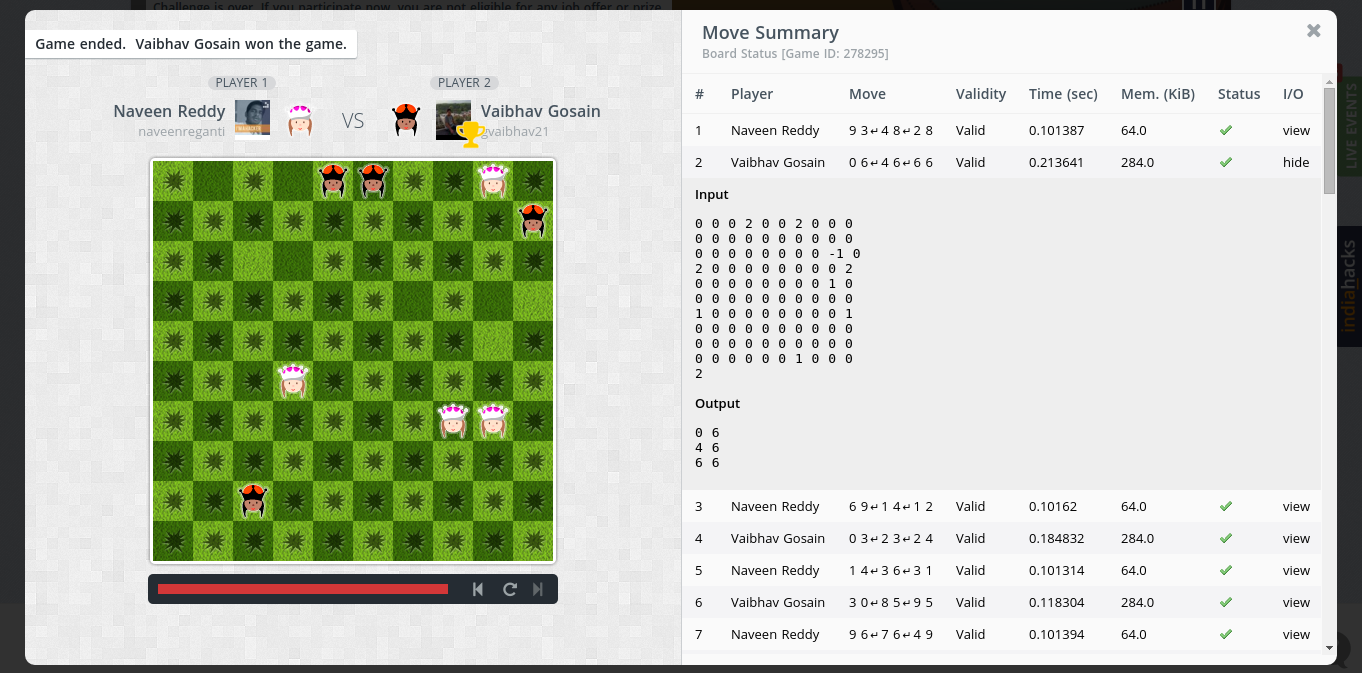 Challenge is over. If you participate now, you are not eligible for any job offer or prize.
Game ended. Vaibhav Gosain won the game.
PLAYER 1
PLAYER 2
Naveen Reddy
naveenreganti
VS
Vaibhav Gosain
gvaibhav21
Move Summary
Board Status [Game ID: 278295]
# Player Move Validity Time (sec) Mem. (KiB) Status I/O
1 Naveen Reddy 9 3↵4 8↵2 8 Valid 0.101387 64.0 view
2 Vaibhav Gosain 0 6↵4 6↵6 6 Valid 0.213641 284.0 hide
Input
0 0 0 2 0 0 2 0 0 0
0 0 0 0 0 0 0 0 0 0
0 0 0 0 0 0 0 0 -1 0
2 0 0 0 0 0 0 0 0 2
0 0 0 0 0 0 0 0 1 0
0 0 0 0 0 0 0 0 0 0
1 0 0 0 0 0 0 0 0 1
0 0 0 0 0 0 0 0 0 0
0 0 0 0 0 0 0 0 0 0
0 0 0 0 0 0 1 0 0 0
2
Output
0 6
4 6
6 6
3 Naveen Reddy 6 9↵1 4↵1 2 Valid 0.10162 64.0 view
4 Vaibhav Gosain 0 3↵2 3↵2 4 Valid 0.184832 284.0 view
5 Naveen Reddy 1 4↵3 6↵3 1 Valid 0.101314 64.0 view
6 Vaibhav Gosain 3 0↵8 5↵9 5 Valid 0.118304 284.0 view
7 Naveen Reddy 9 6↵7 6↵4 9 Valid 0.101394 64.0 view
LIVE EVENTS
indiahacks